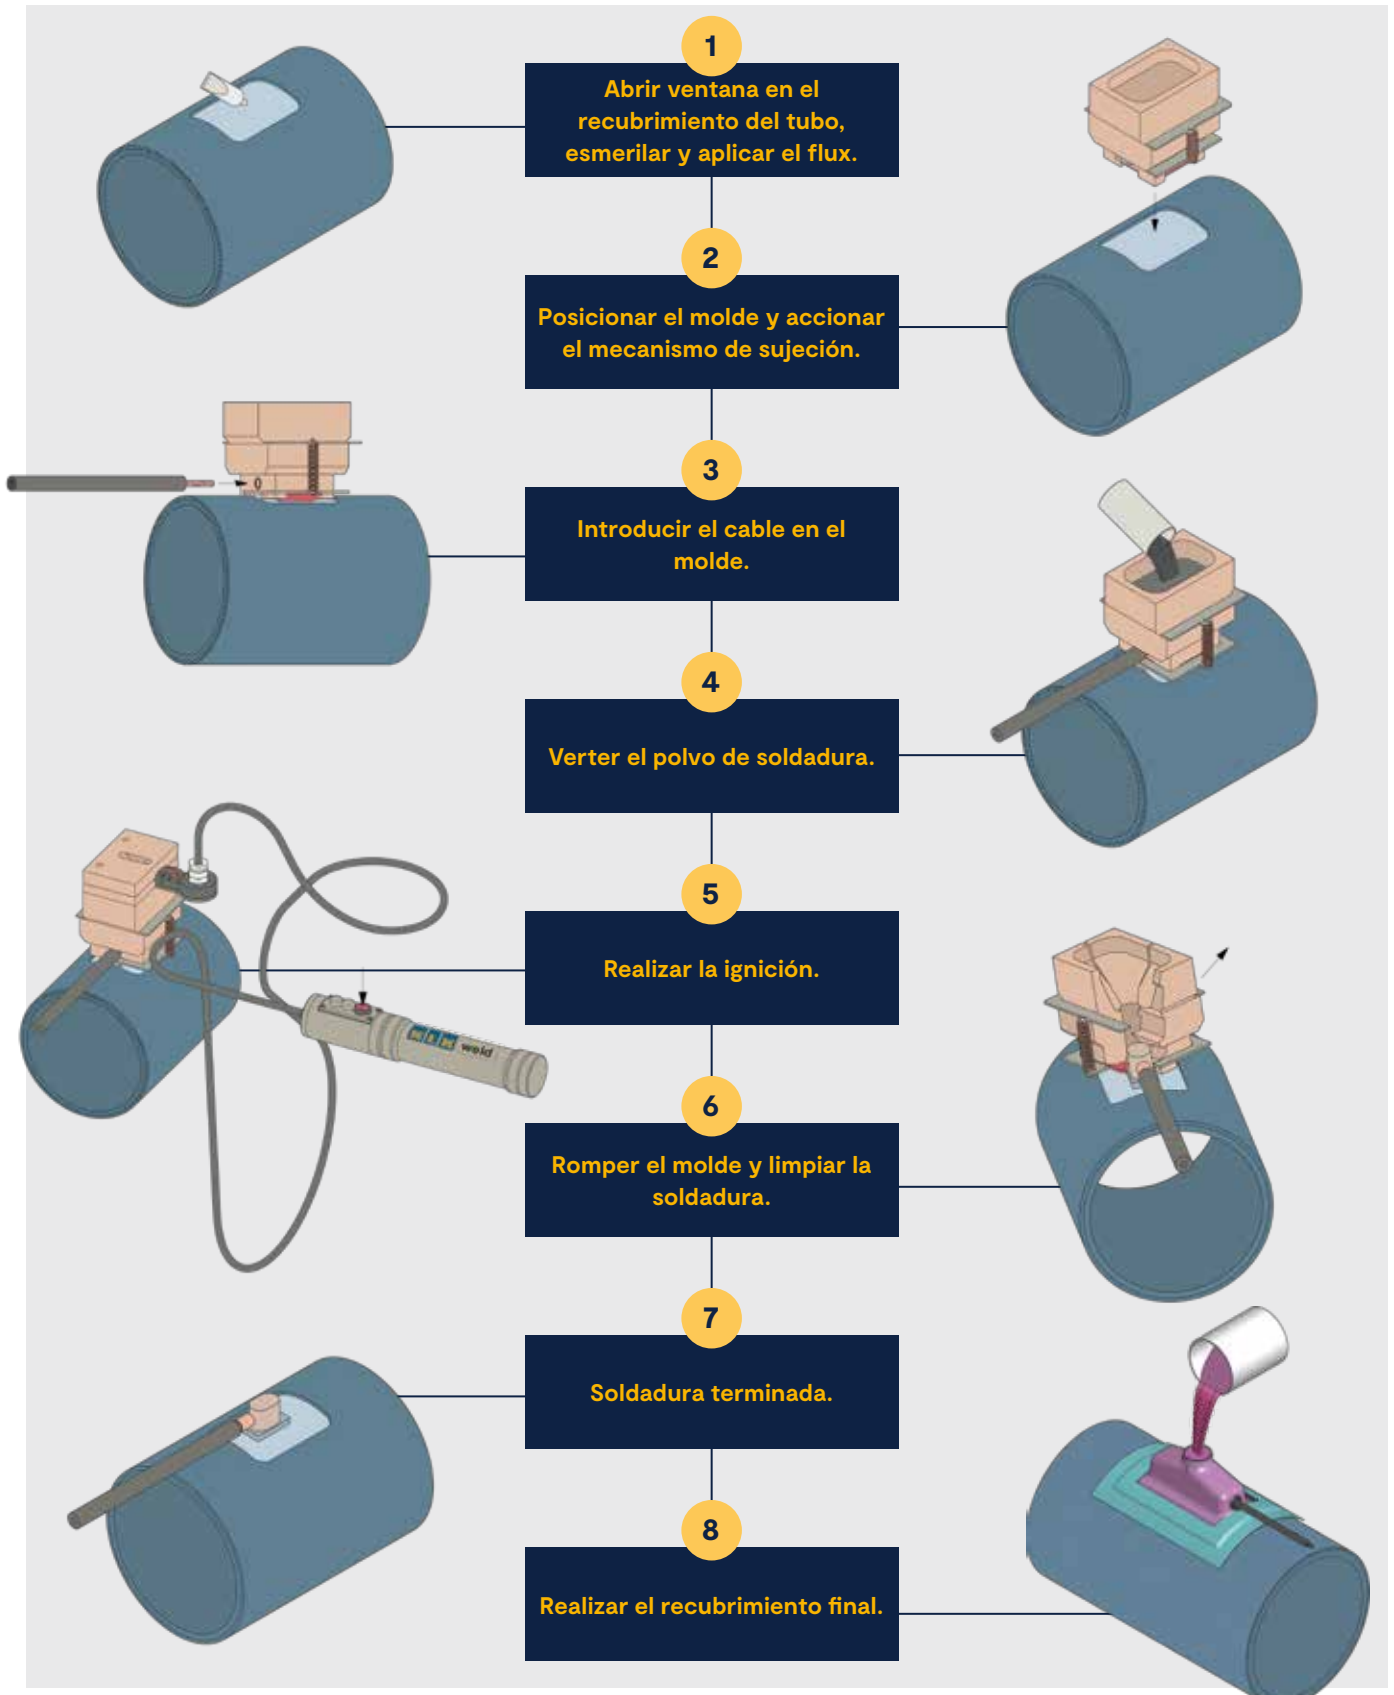 1
Abrir ventana en el
recubrimiento del tubo,
esmerilar y aplicar el flux.
2
Posicionar el molde y accionar
el mecanismo de sujeción.
3
Introducir el cable en el
molde.
4
Verter el polvo de soldadura.
5
Realizar la ignición.
weld
6
Romper el molde y limpiar la
soldadura.
7
Soldadura terminada.
8
Realizar el recubrimiento final.